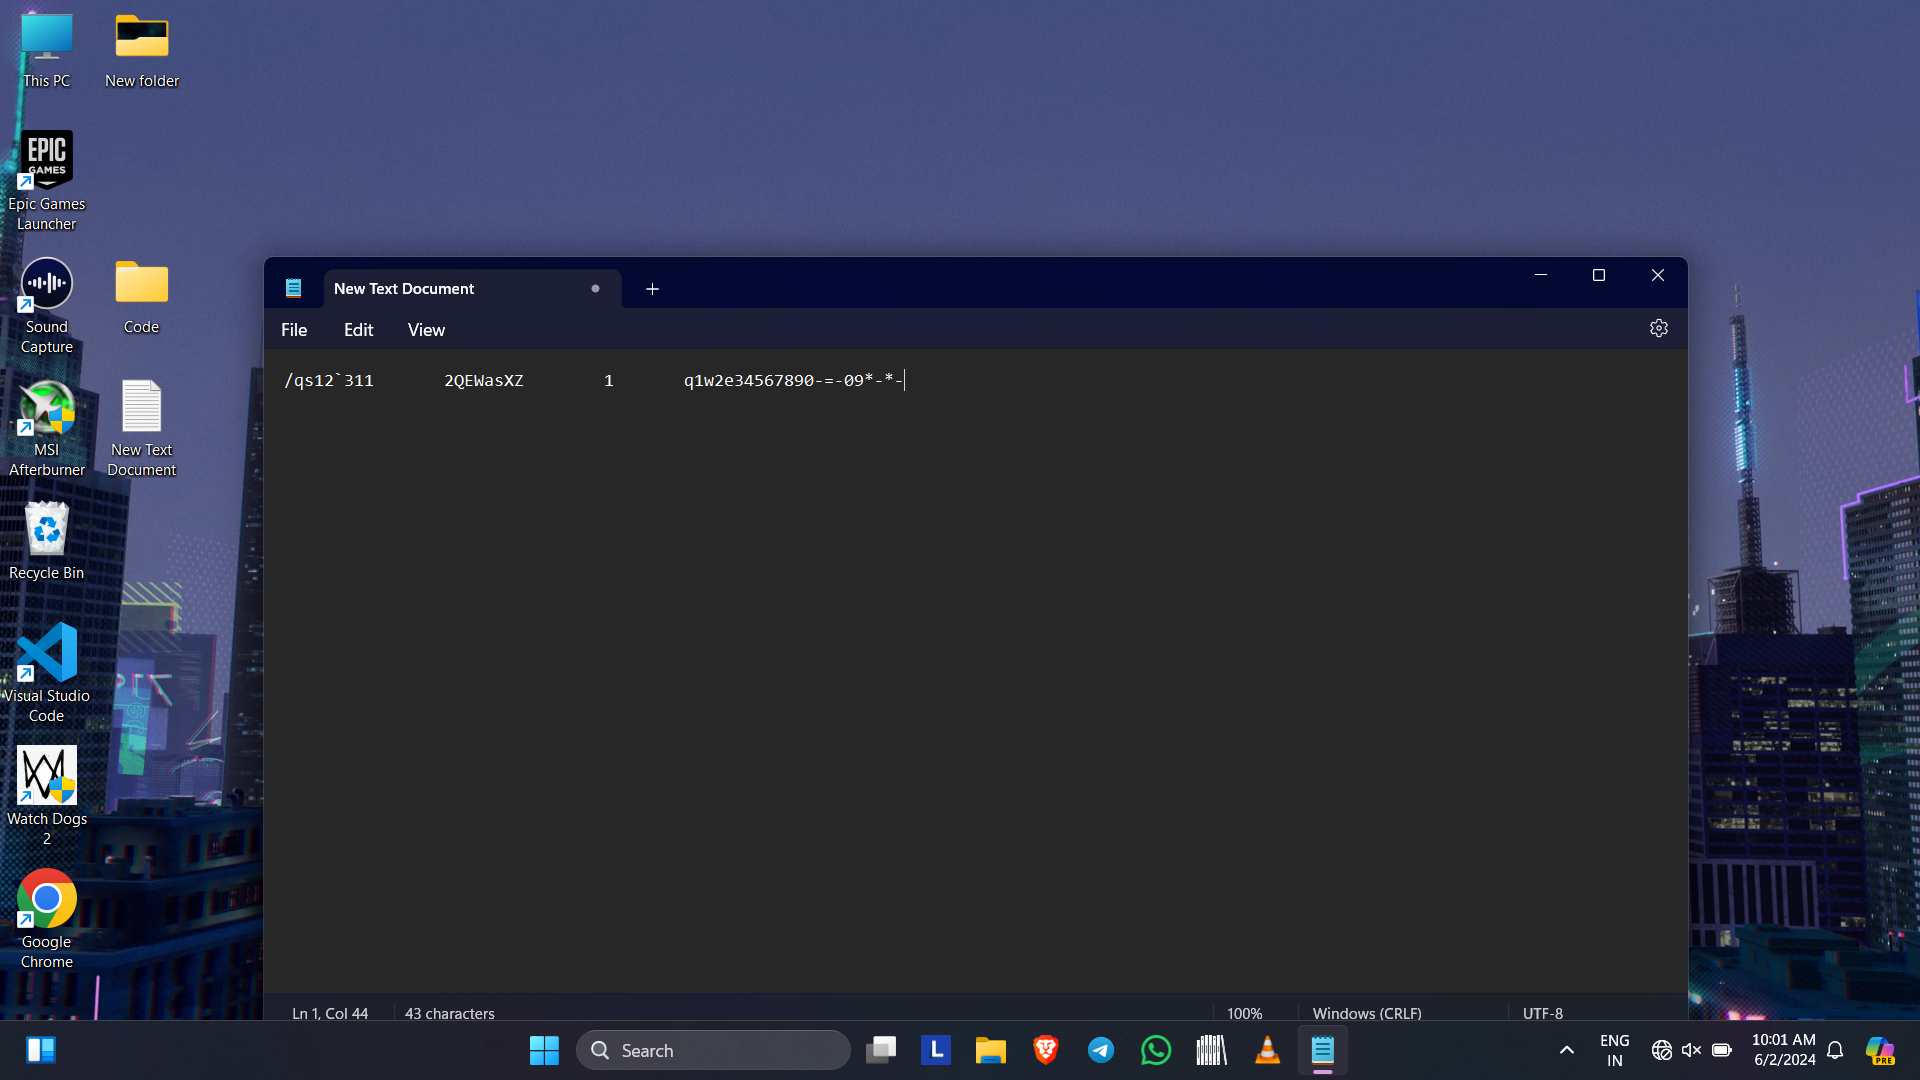 This PC
New folder
EPIC
GAMES
Epic Games
Launcher
Sound
Capture
Code
MSI
Afterburner
New Text
Document
Recycle Bin
Visual Studio
Code
Watch Dogs
2
Google
Chrome
New Text Document
File Edit View
/qs12`311 2QEWasXZ 1 q1w2e34567890-=-09*-*-
Ln 1, Col 44 43 characters 100% Windows (CRLF) UTF-8
Search
L
ENG
IN
10:01 AM
6/2/2024
PRE